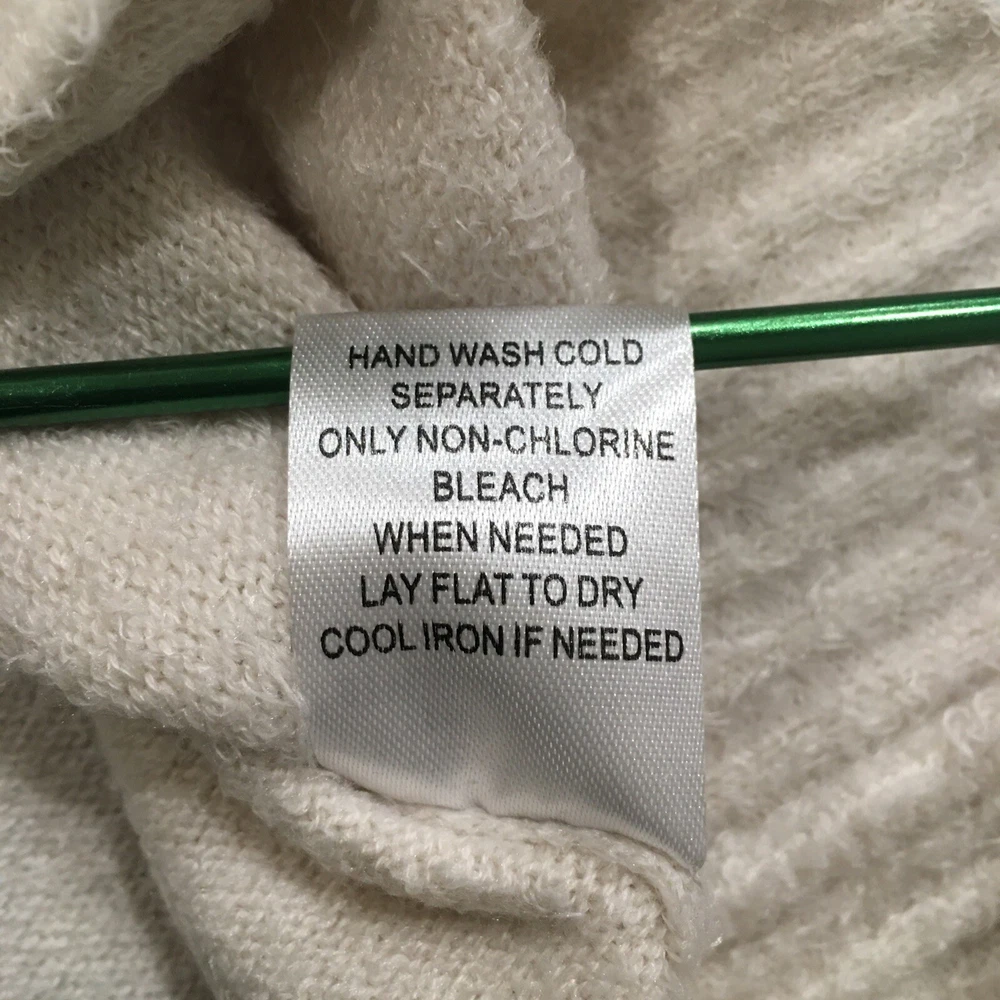 HAND WASH COLD
SEPARATELY
ONLY NON-CHLORINE
BLEACH
WHEN NEEDED
LAY FLAT TO DRY
COOL IRON IF NEEDED